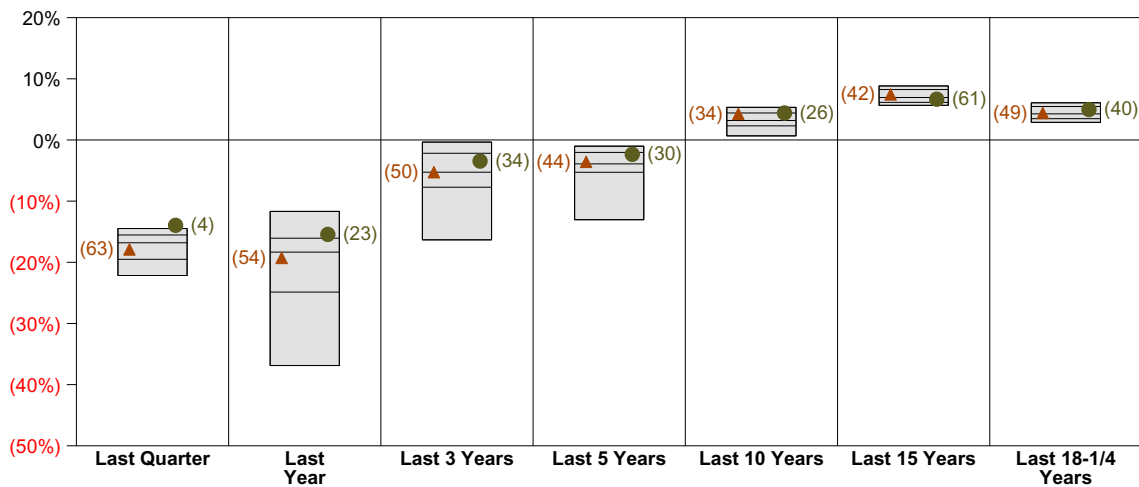 20%
10%
0%
(10%)
(20%)
(30%)
(40%)
(50%)
(63)
(4)
(54)
(23)
(50)
(34)
(44)
(30)
(34)
(26)
(42)
(61)
(49)
(40)
Last Quarter
Last
Year
Last 3 Years
Last 5 Years
Last 10 Years
Last 15 Years
Last 18-1/4
Years